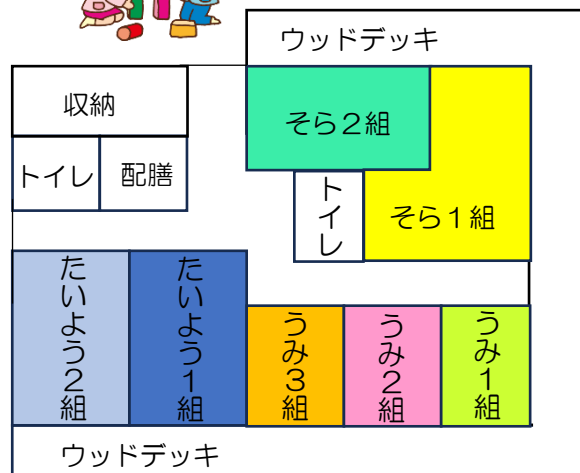 ウッドデッキ
収納
そら２組
トイレ
配膳
トイレ
そら１組
たいよう２組
たいよう１組
うみ３組
うみ２組
うみ１組
ウッドデッキ